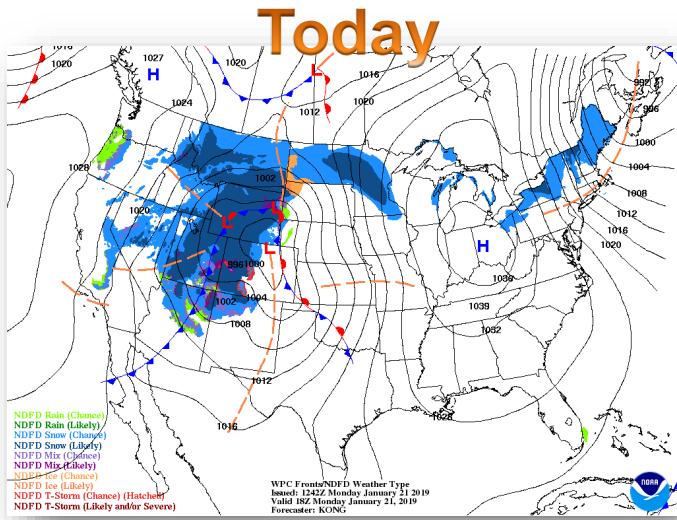 Today
1016
1020
1027
H
1020
L
1016
992
1024
1020
996
1012
1000
1028
1004
1002
1008
1020
1012
L
L
1016
1020
L
H
996
1000
1036
1002
1004
1039
1008
1032
1012
1016
1028
NDFD Rain (Chance)
NDFD Rain (Likely)
NDFD Snow (Chance)
NDFD Snow (Likely)
NDFD Mix (Chance)
NDFD Mix (Likely)
NDFD Ice (Chance)
NDFD Ice (Likely)
NDFD T-Storm (Chance) (Hatched)
NDFD T-Storm (Likely and/or Severe)
WPC Fronts/NDFD Weather Type
Issued: 1242Z Monday January 21 2019
Valid 18Z Monday January 21, 2019
Forecaster: KONG
NOAA